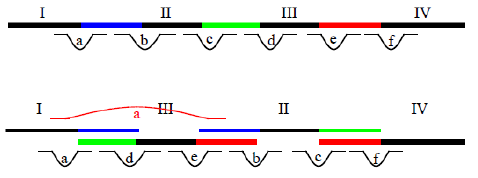 I II III IV
a b c d e f
a
I III II IV
a d e b c f